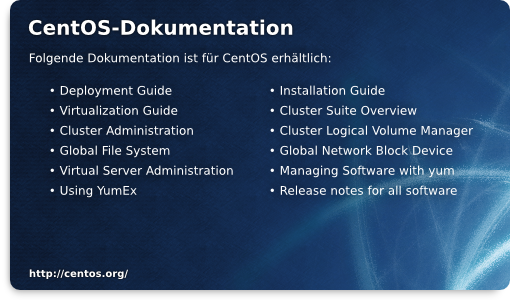 CentOS-Dokumentation
Folgende Dokumentation ist für CentOS erhältlich:
• Deployment Guide
• Virtualization Guide
• Cluster Administration
• Global File System
• Virtual Server Administration
• Using YumEx
• Installation Guide
• Cluster Suite Overview
• Cluster Logical Volume Manager
• Global Network Block Device
• Managing Software with yum
• Release notes for all software
http://centos.org/